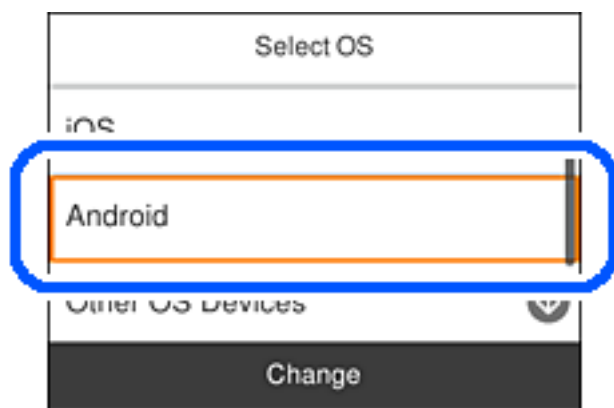 Select OS
iOS
Android
Other OS Devices
Change